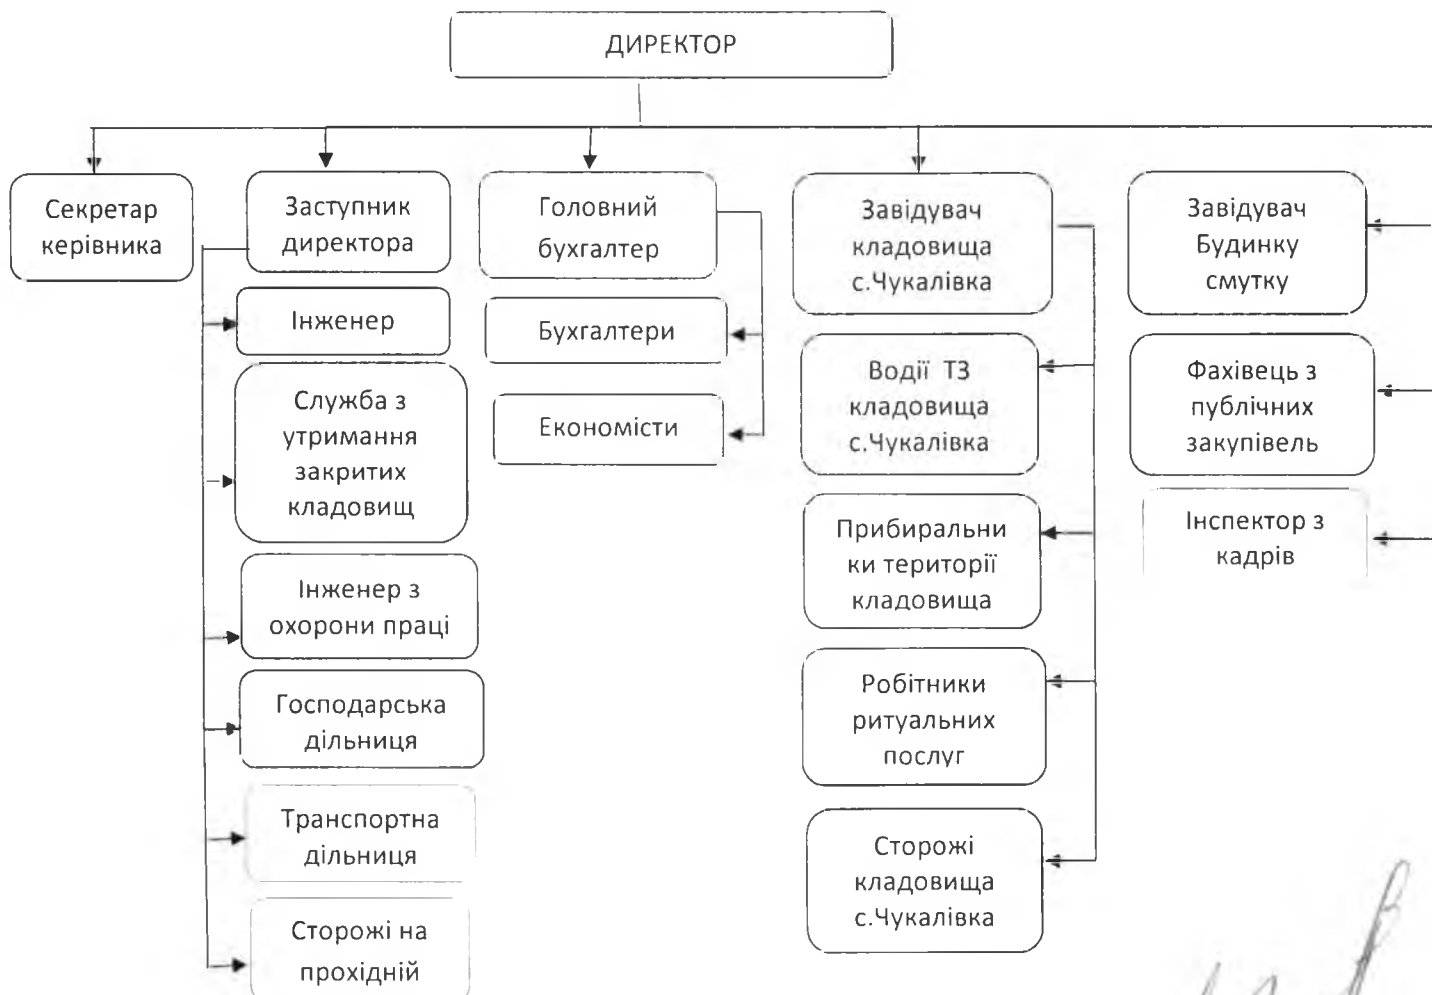 ДИРЕКТОР
Секретар
керівника
Заступник
директора
Інженер
Служба з
утримання
закритих
кладовищ
Інженер з
охорони праці
Господарська
дільниця
Транспортна
дільниця
Сторожі на
прохідній
Головний
бухгалтер
Бухгалтери
Економісти
Завідувач
кладовища
с.Чукалівка
Водії ТЗ
кладовища
с.Чукалівка
Прибиральни
ки території
кладовища
Робітники
ритуальних
послуг
Сторожі
кладовища
с.Чукалівка
Завідувач
Будинку
смутку
Фахівець з
публічних
закупівель
Інспектор з
кадрів